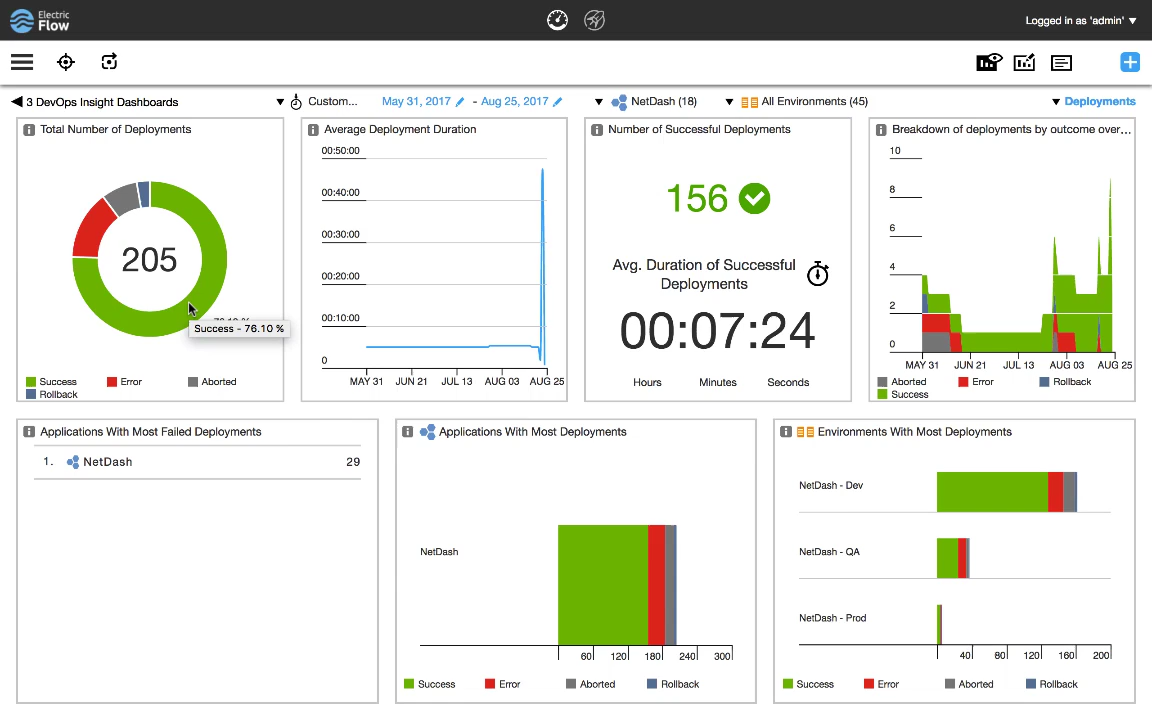 Electric
Flow
Logged in as 'admin'
3 DevOps Insight Dashboards
Custom...
May 31, 2017 - Aug 25, 2017
NetDash (18)
All Environments (45)
Deployments
Total Number of Deployments
205
Success - 76.10 %
Success
Error
Aborted
Rollback
Average Deployment Duration
00:50:00
00:40:00
00:30:00
00:20:00
00:10:00
0
MAY 31 JUN 21 JUL 13 AUG 03 AUG 25
Number of Successful Deployments
156
Avg. Duration of Successful
Deployments
00:07:24
Hours Minutes Seconds
Breakdown of deployments by outcome over...
10
8
6
4
2
0
MAY 31 JUN 21 JUL 13 AUG 03 AUG 25
Aborted
Error
Rollback
Success
Applications With Most Failed Deployments
1. NetDash 29
Applications With Most Deployments
NetDash
60 120 180 240 300
Success Error Aborted Rollback
Environments With Most Deployments
NetDash - Dev
NetDash - QA
NetDash - Prod
40 80 120 160 200
Success Error Aborted Rollback